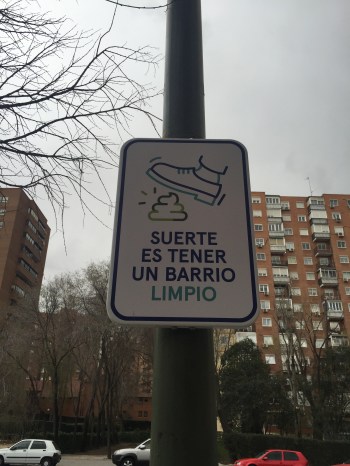 SUERTE
ES TENER
UN BARRIO
LIMPIO